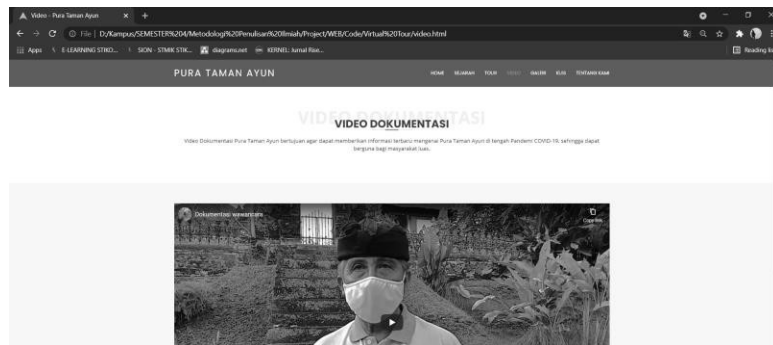 Video - Pura Taman Ayun
File | D:/Kampus/SEMESTER%204/Metodologi%20Penulisan%20Ilmiah/Project/WEB/Code/Virtual%20Tour/video.html
Apps E-LEARNING STIKO... SION - STMIK STIK... diagrams.net KERNEL: Jurnal Rise... Reading list
PURA TAMAN AYUN HOME SEJARAH TOUR VIDEO GALERI KUIS TENTANG KAMI
VIDEO DOKUMENTASI
VIDEO DOKUMENTASI
Video Dokumentasi Pura Taman Ayun bertujuan agar dapat memberikan informasi terbaru mengenai Pura Taman Ayun di tengah Pandemi COVID-19, sehingga dapat
berguna bagi masyarakat luas.
Dokumentasi wawancara
Copy link